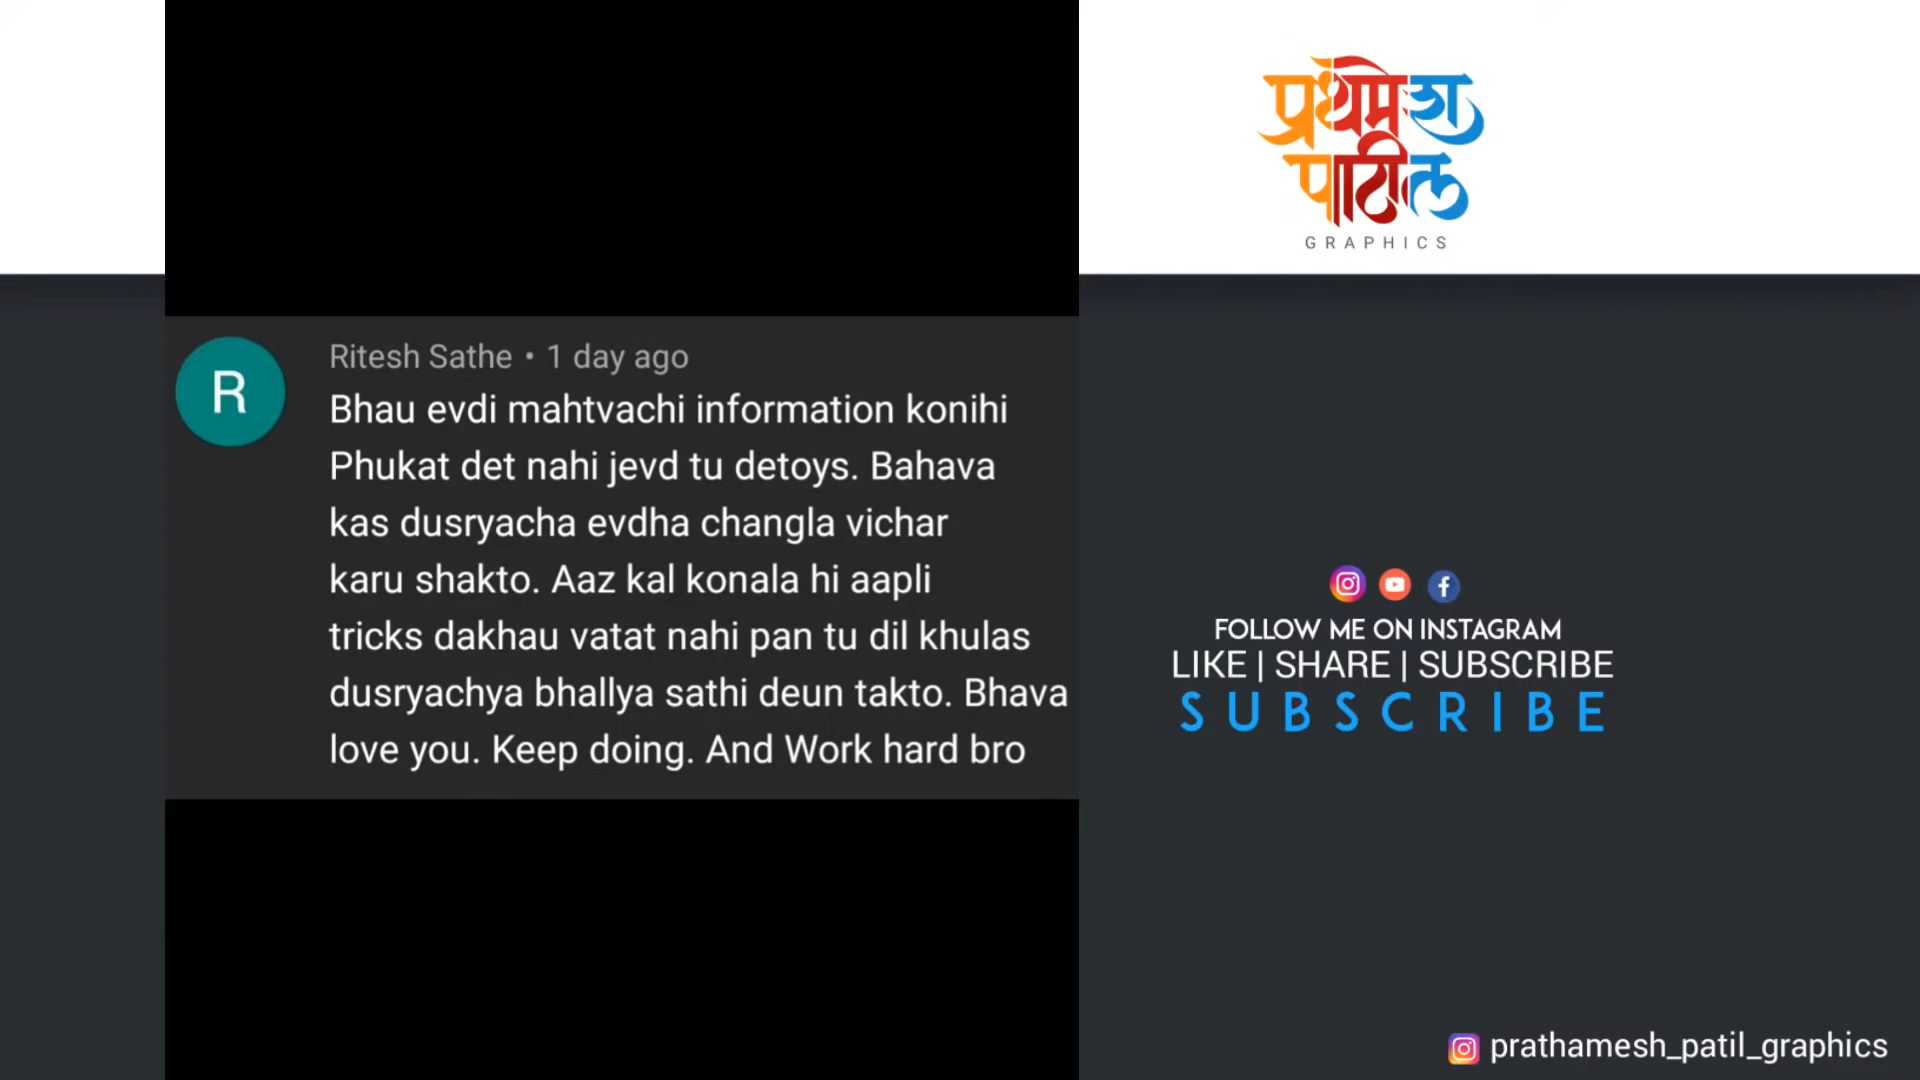 प्रथमेश
पाटील
GRAPHICS
R
Ritesh Sathe • 1 day ago
Bhau evdi mahtvachi information konihi
Phukat det nahi jevd tu detoys. Bahava
kas dusryacha evdha changla vichar
karu shakto. Aaz kal konala hi aapli
tricks dakhau vatat nahi pan tu dil khulas
dusryachya bhallya sathi deun takto. Bhava
love you. Keep doing. And Work hard bro
FOLLOW ME ON INSTAGRAM
LIKE | SHARE | SUBSCRIBE
SUBSCRIBE
prathamesh_patil_graphics